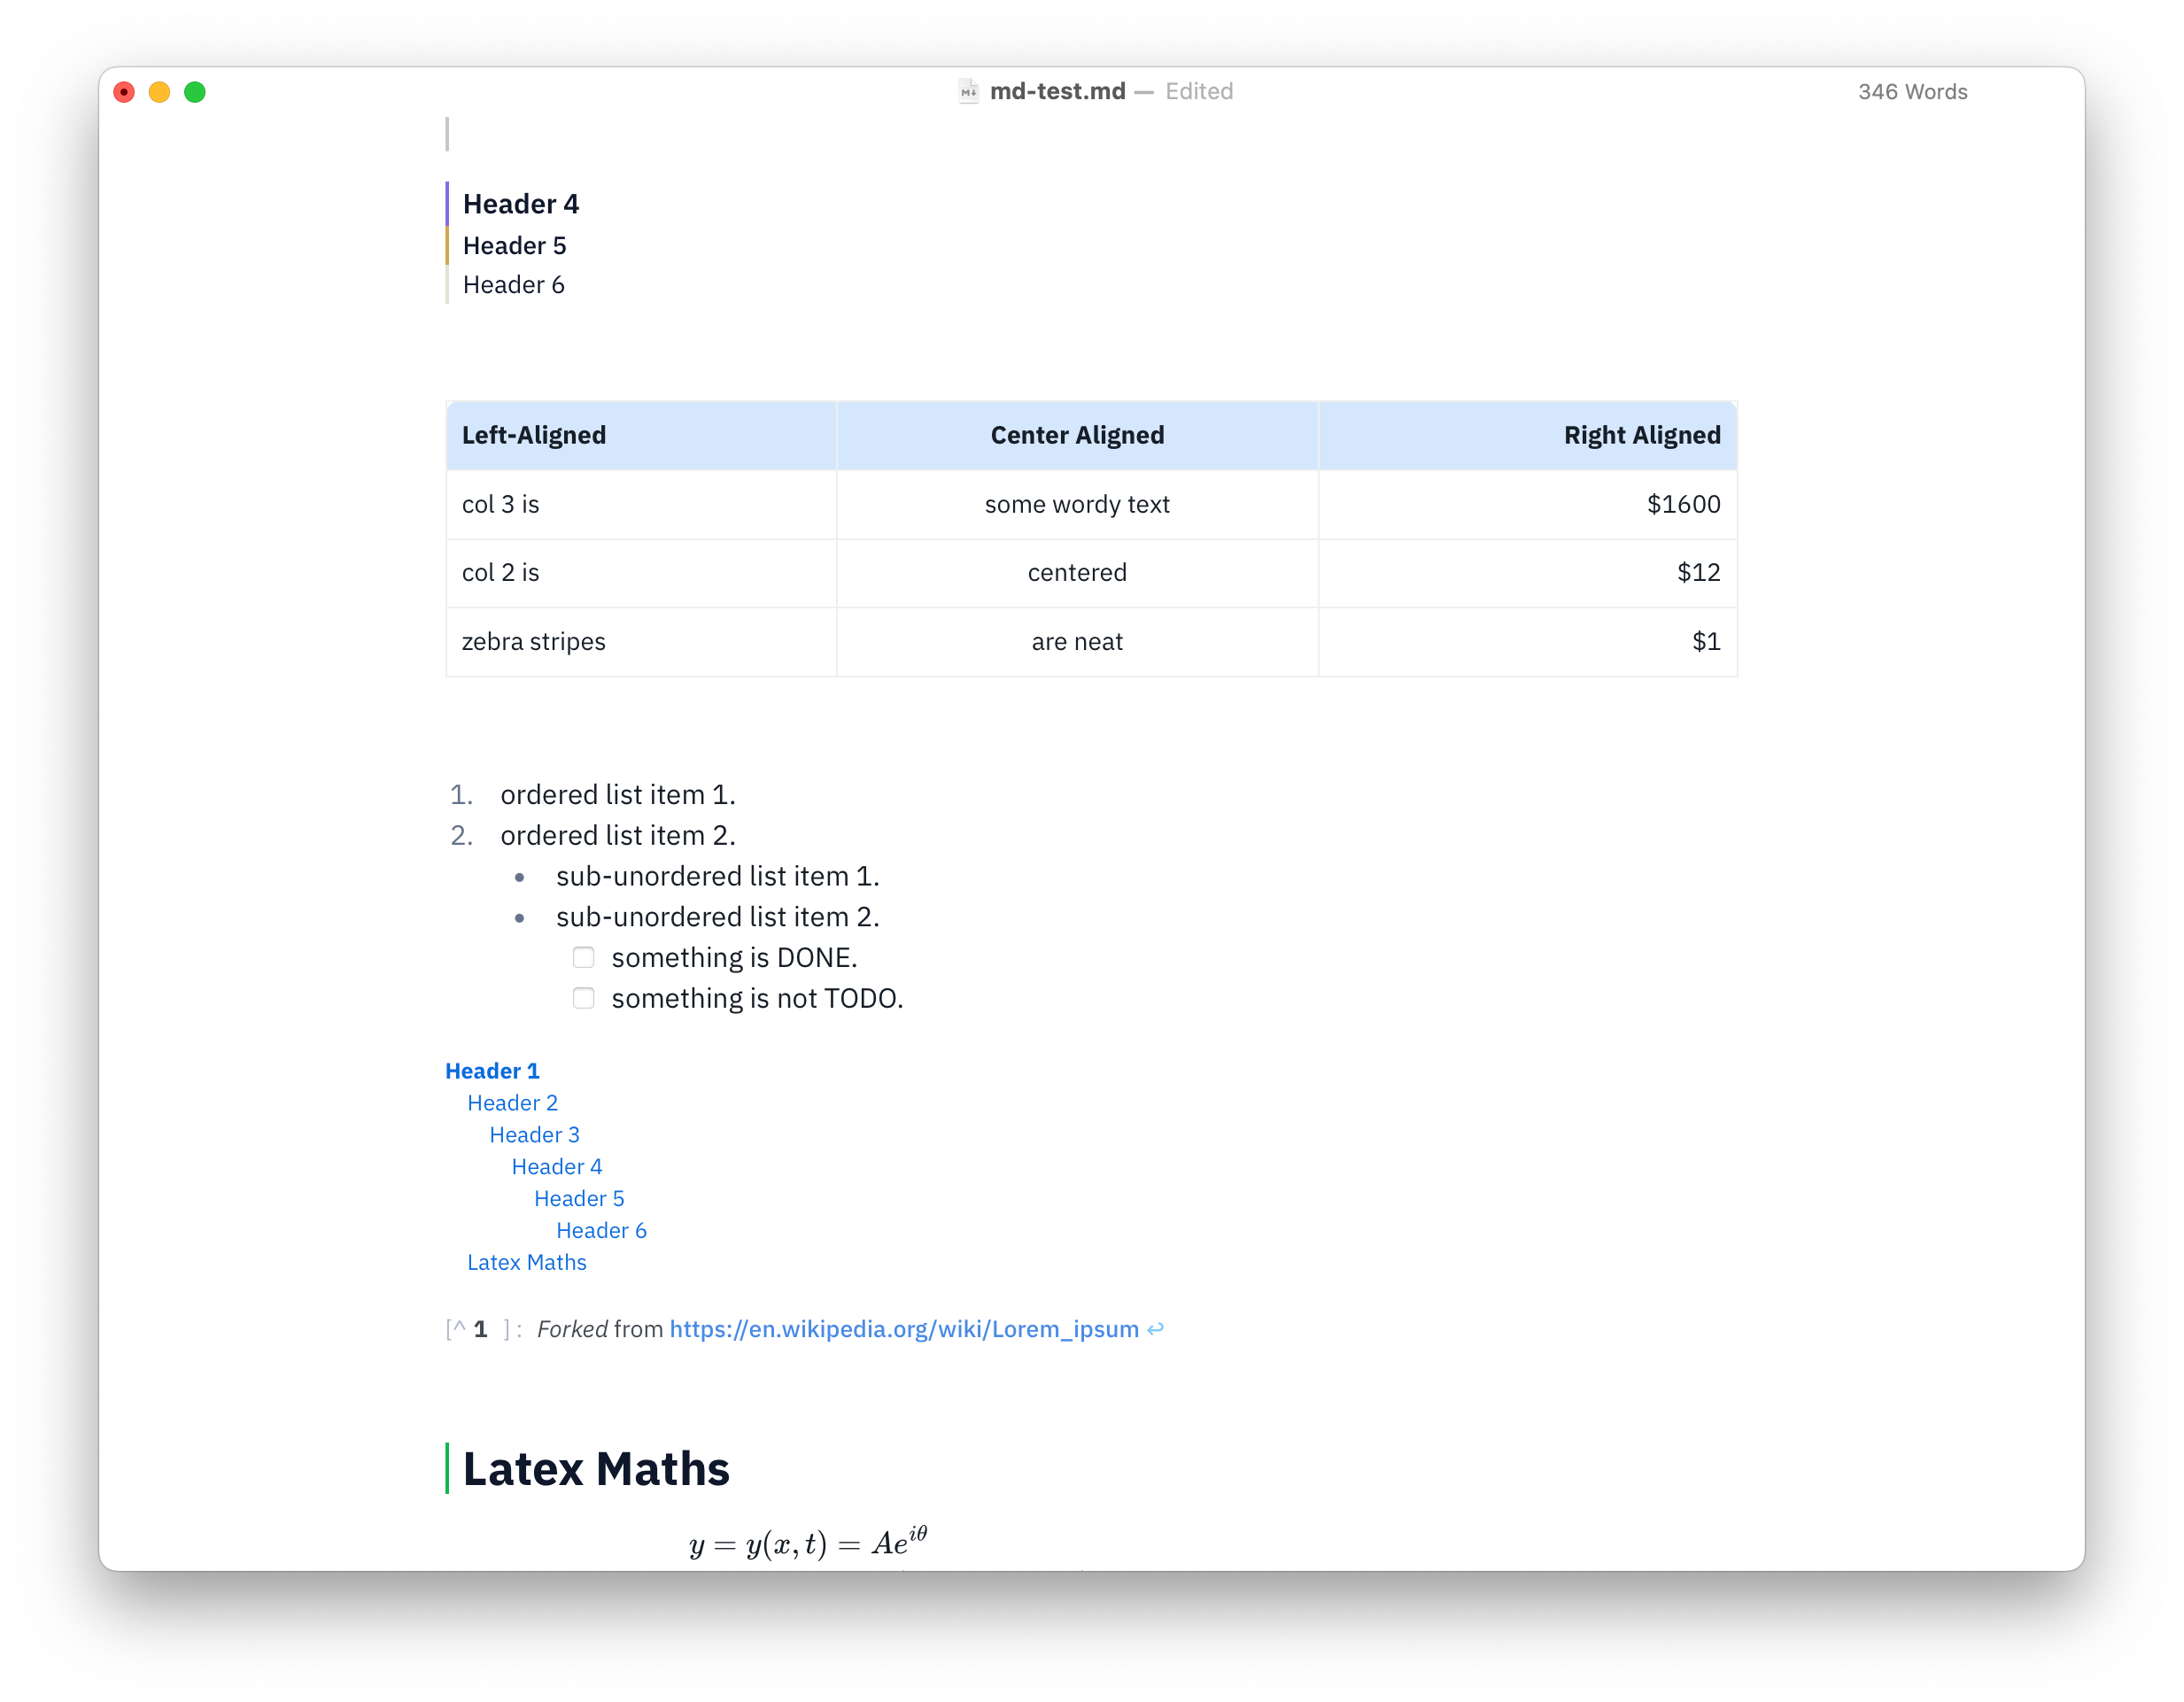 md-test.md — Edited
346 Words
Header 4
Header 5
Header 6
Left-Aligned Center Aligned Right Aligned
col 3 is some wordy text $1600
col 2 is centered $12
zebra stripes are neat $1
1. ordered list item 1.
2. ordered list item 2.
• sub-unordered list item 1.
• sub-unordered list item 2.
something is DONE.
something is not TODO.
Header 1
Header 2
Header 3
Header 4
Header 5
Header 6
Latex Maths
[^ 1 ]: Forked from https://en.wikipedia.org/wiki/Lorem_ipsum ↩
Latex Maths
y = y(x, t) = Ae^{iθ}